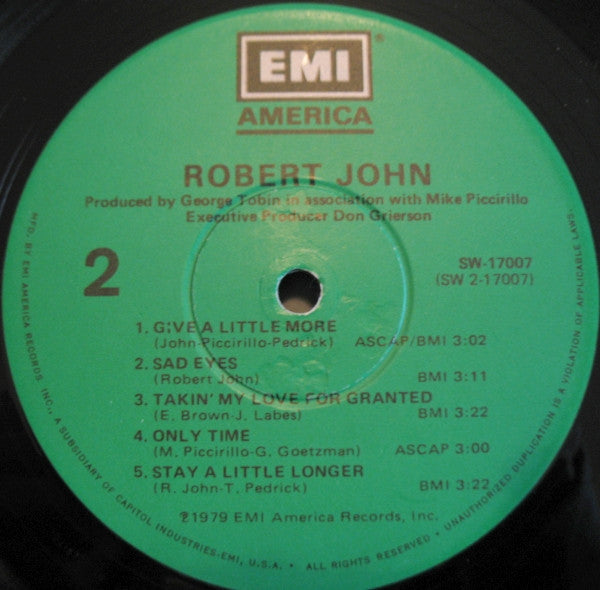 EMI
®
AMERICA
ROBERT JOHN
Produced by George Tobin in association with Mike Piccirillo
Executive Producer Don Grierson
2
SW-17007
(SW 2-17007)
1. GIVE A LITTLE MORE
(John-Piccirillo-Pedrick) ASCAP/BMI 3:02
2. SAD EYES
(Robert John) BMI 3:11
3. TAKIN' MY LOVE FOR GRANTED
(E. Brown-J. Labes) BMI 3:22
4. ONLY TIME
(M. Piccirillo-G. Goetzman) ASCAP 3:00
5. STAY A LITTLE LONGER
(R. John-T. Pedrick) BMI 3:22
℗1979 EMI America Records, Inc.
MFD. BY EMI AMERICA RECORDS, INC., A SUBSIDIARY OF CAPITOL INDUSTRIES-EMI, U.S.A. • ALL RIGHTS RESERVED • UNAUTHORIZED DUPLICATION IS A VIOLATION OF APPLICABLE LAWS.